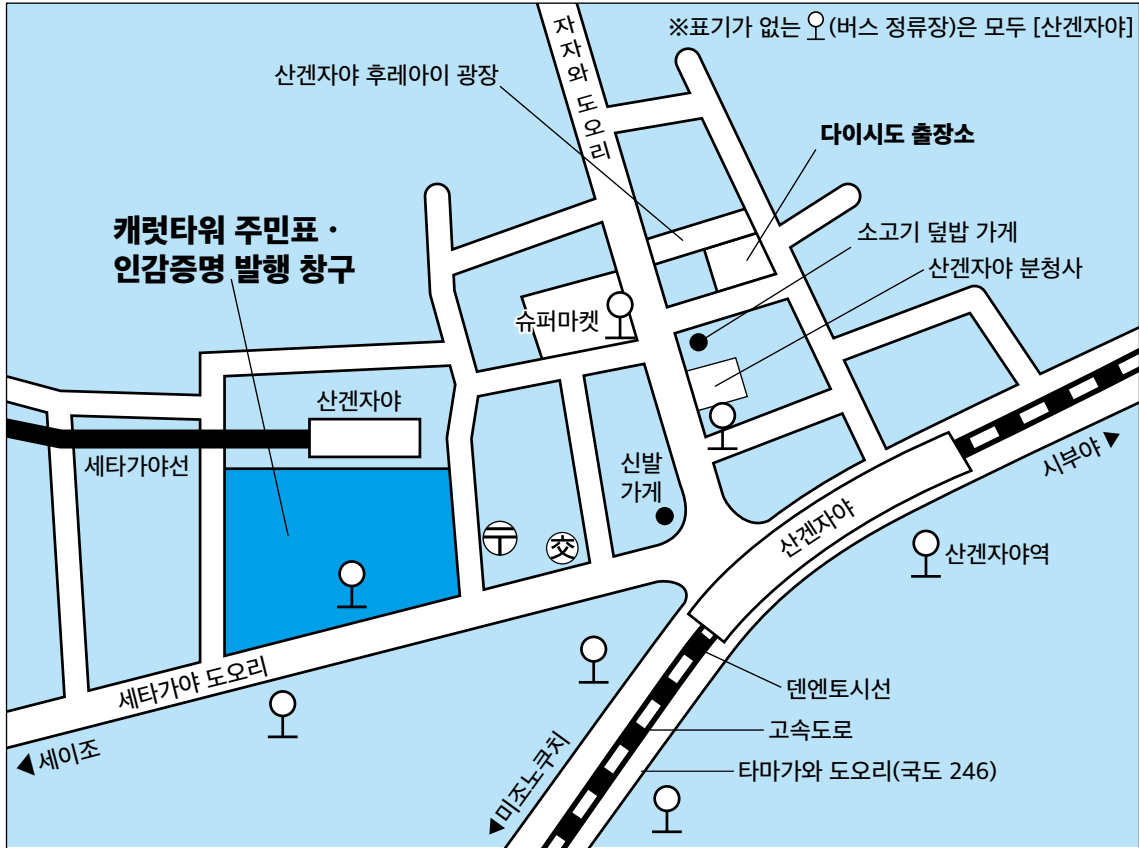 ※표기가 없는 (버스 정류장)은 모두 [산겐자야]
자자와 도오리
산겐자야 후레아이 광장
다이시도 출장소
캐럿타워 주민표 ·
인감증명 발행 창구
소고기 덮밥 가게
산겐자야 분청사
슈퍼마켓
산겐자야
세타가야선
신발
가게
시부야
산겐자야
〒
交
산겐자야역
세타가야 도오리
덴엔토시선
세이조
고속도로
미조노쿠치
타마가와 도오리(국도 246)